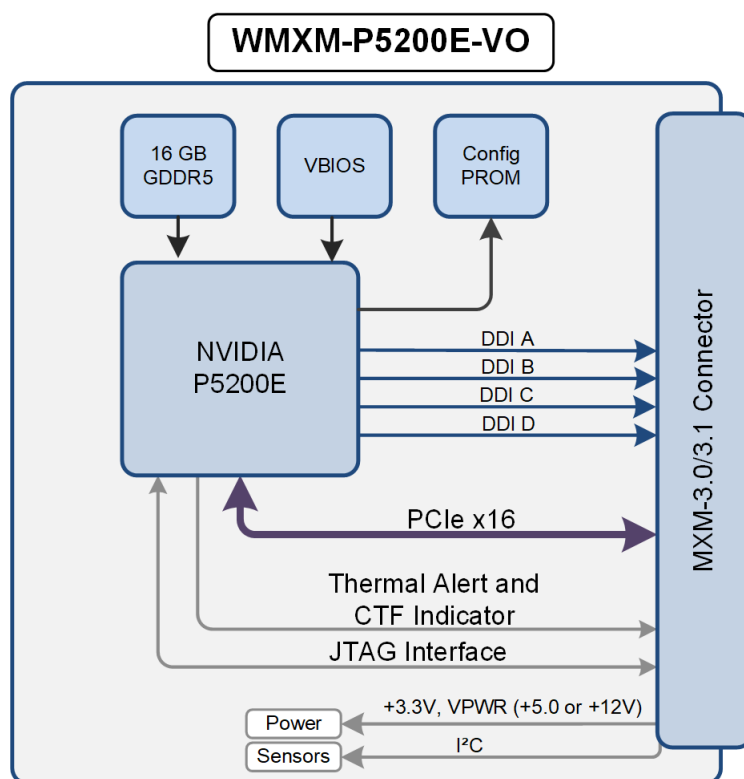 WMXM-P5200E-VO
16 GB
GDDR5
VBIOS
Config
PROM
NVIDIA
P5200E
DDI A
DDI B
DDI C
DDI D
PCIe x16
Thermal Alert and
CTF Indicator
JTAG Interface
+3.3V, VPWR (+5.0 or +12V)
Power
I²C
Sensors
MXM-3.0/3.1 Connector